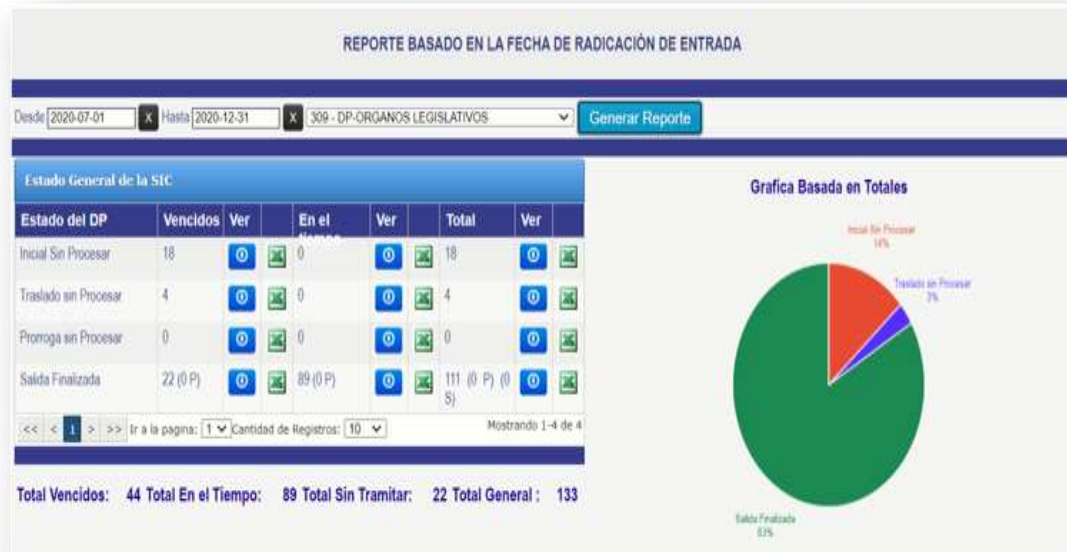 REPORTE BASADO EN LA FECHA DE RADICACIÓN DE ENTRADA
Desde 2020-07-01 X Hasta 2020-12-31 X 309 - DP-ORGANOS LEGISLATIVOS Generar Reporte
Estado General de la SIC
Estado del DP Vencidos Ver En el tiempo Ver Total Ver
Inicial Sin Procesar 18 0 18
Traslado sin Procesar 4 0 4
Prorroga sin Procesar 0 0 0
Salida Finalizada 22 (0 P) 89 (0 P) 111 (0 P) (0
S)
<< < 1 > >> Ir a la pagina: 1 Cantidad de Registros: 10 Mostrando 1-4 de 4
Total Vencidos: 44 Total En el Tiempo: 89 Total Sin Tramitar: 22 Total General : 133
Grafica Basada en Totales
Inicial Sin Procesar
14%
Traslado sin Procesar
3%
Salida Finalizada
83%